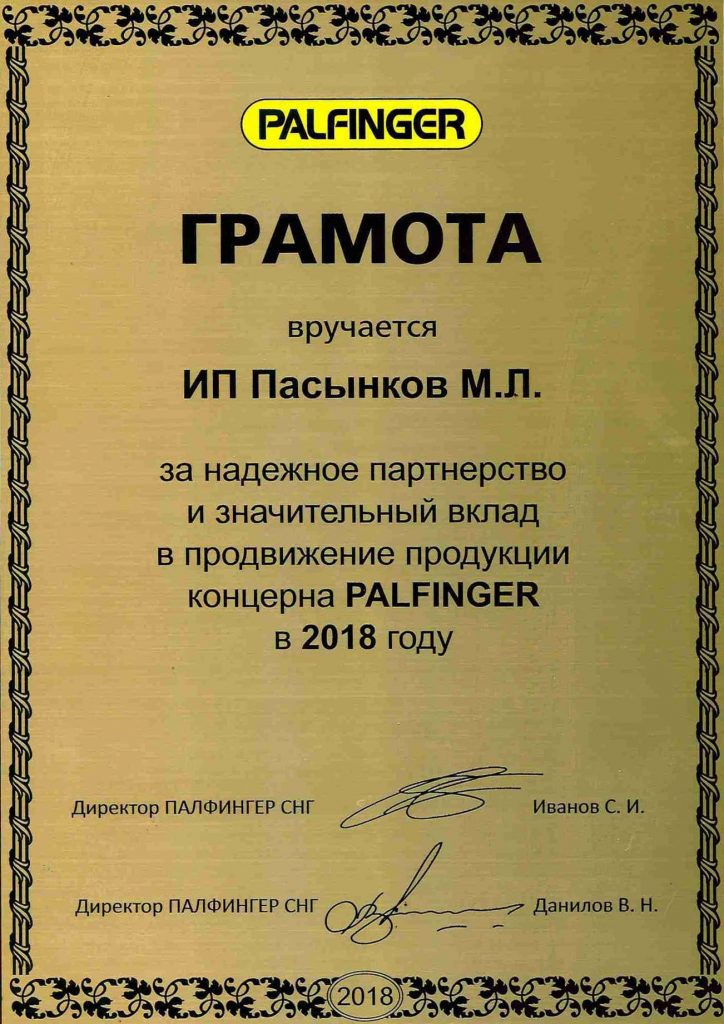 PALFINGER
ГРАМОТА
вручается
ИП Пасынков М.Л.
за надежное партнерство
и значительный вклад
в продвижение продукции
концерна PALFINGER
в 2018 году
Директор ПАЛФИНГЕР СНГ Иванов С. И.
Директор ПАЛФИНГЕР СНГ Данилов В. Н.
2018